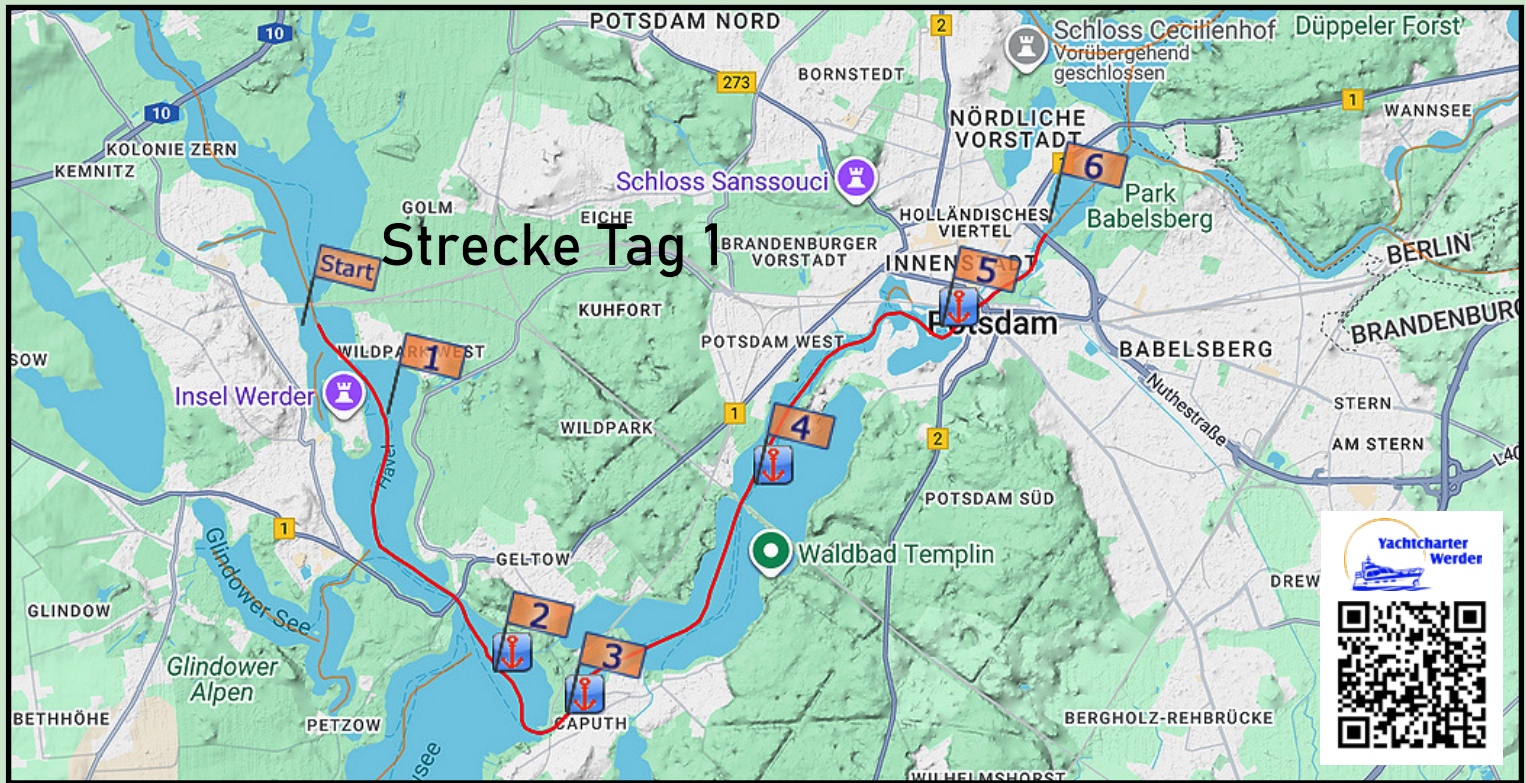 POTSDAM NORD
2
Schloss Cecilienhof
Vorübergehend
geschlossen
Düppeler Forst
10
273
BORNSTEDT
1
WANNSEE
10
KOLONIE ZERN
KEMNITZ
NÖRDLICHE
VORSTADT
6
Schloss Sanssouci
Park
Babelsberg
GOLM
EICHE
HOLLÄNDISCHES
VIERTEL
Strecke Tag 1
BRANDENBURGER
VORSTADT
INNENSTADT
BERLIN
Start
5
KUHFORT
Potsdam
BRANDENBURG
SOW
WILDPARK WEST
1
POTSDAM WEST
BABELSBERG
Insel Werder
Nuthestraße
STERN
1
4
WILDPARK
2
AM STERN
Havel
L40
POTSDAM SÜD
1
Glindower See
GELTOW
Waldbad Templin
Yachtcharter
Werder
DREW
GLINDOW
2
3
Glindower
Alpen
BETHHÖHE
PETZOW
CAPUTH
BERGHOLZ-REHBRÜCKE
see
WILHELMSHORST